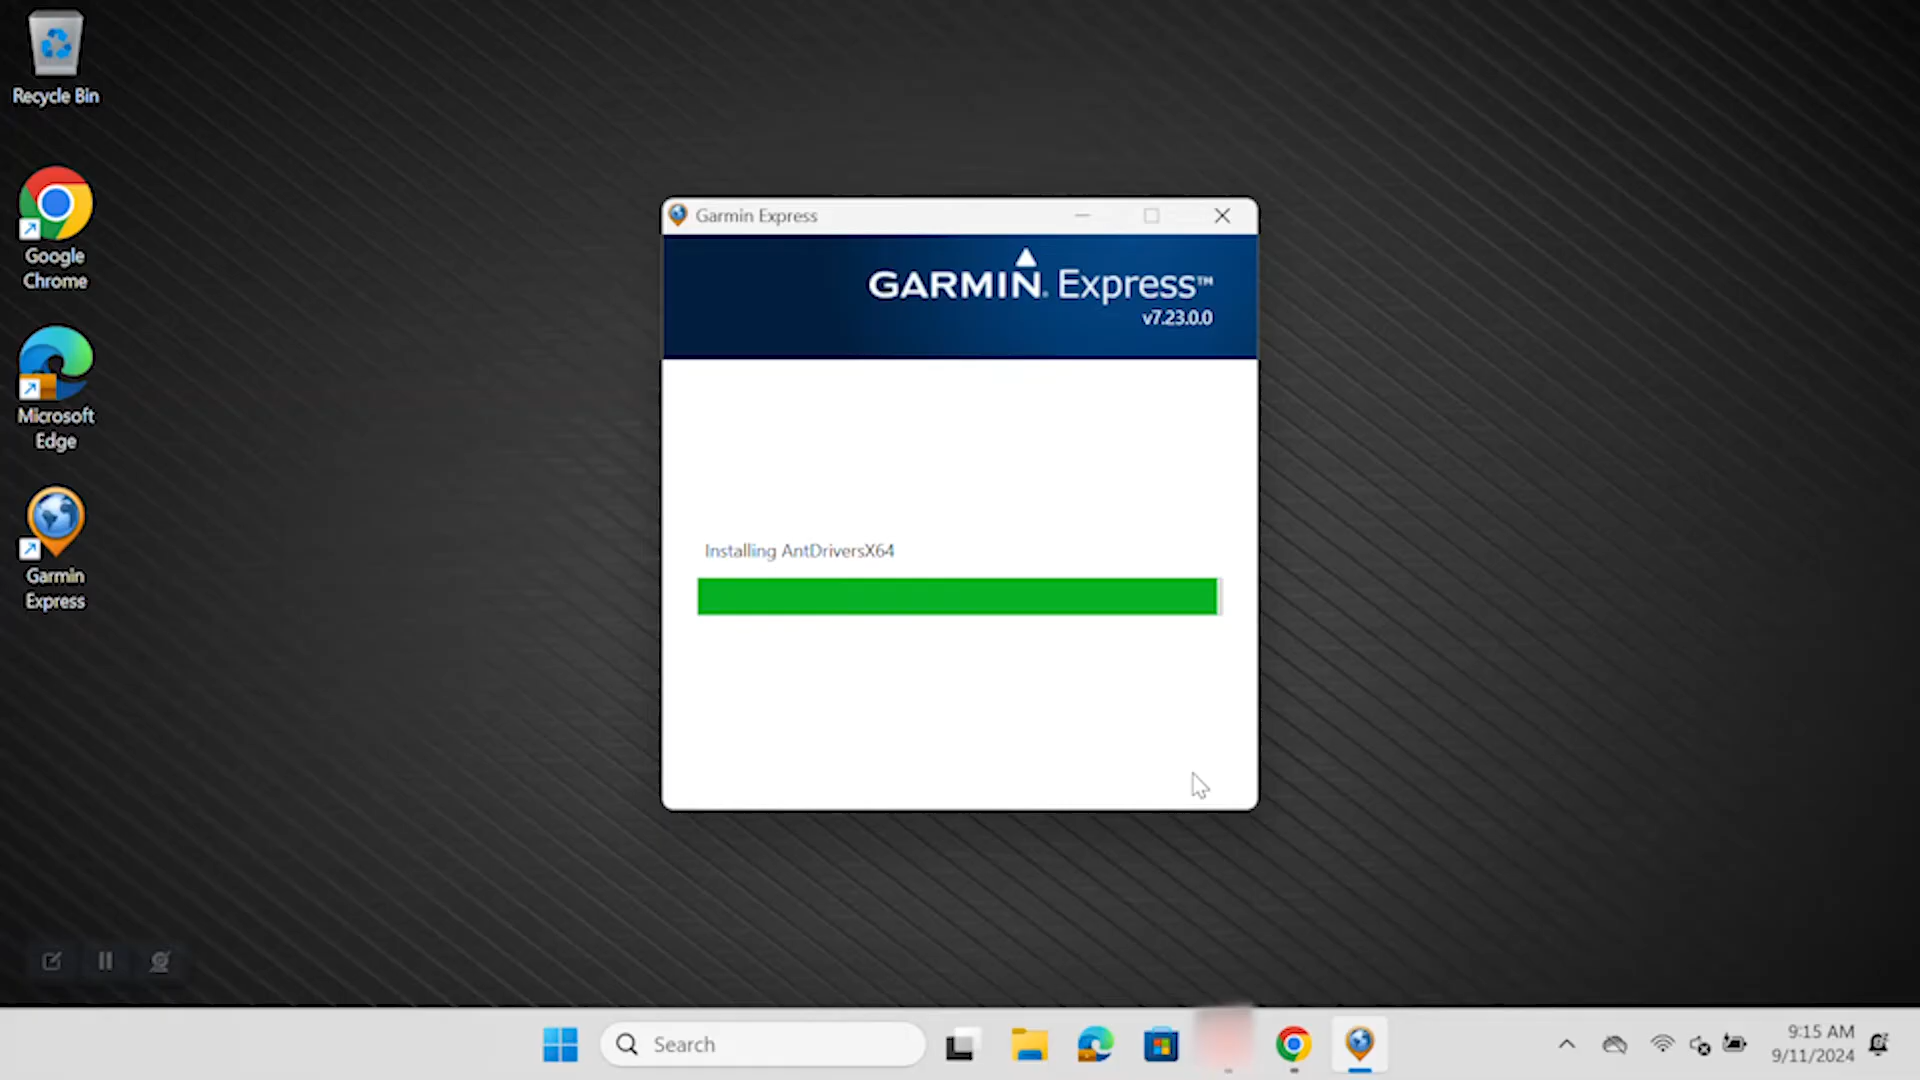 Recycle Bin
Google
Chrome
Microsoft
Edge
Garmin
Express
Garmin Express
GARMIN. Express™
v7.23.0.0
Installing AntDriversX64
Search
9:15 AM
9/11/2024